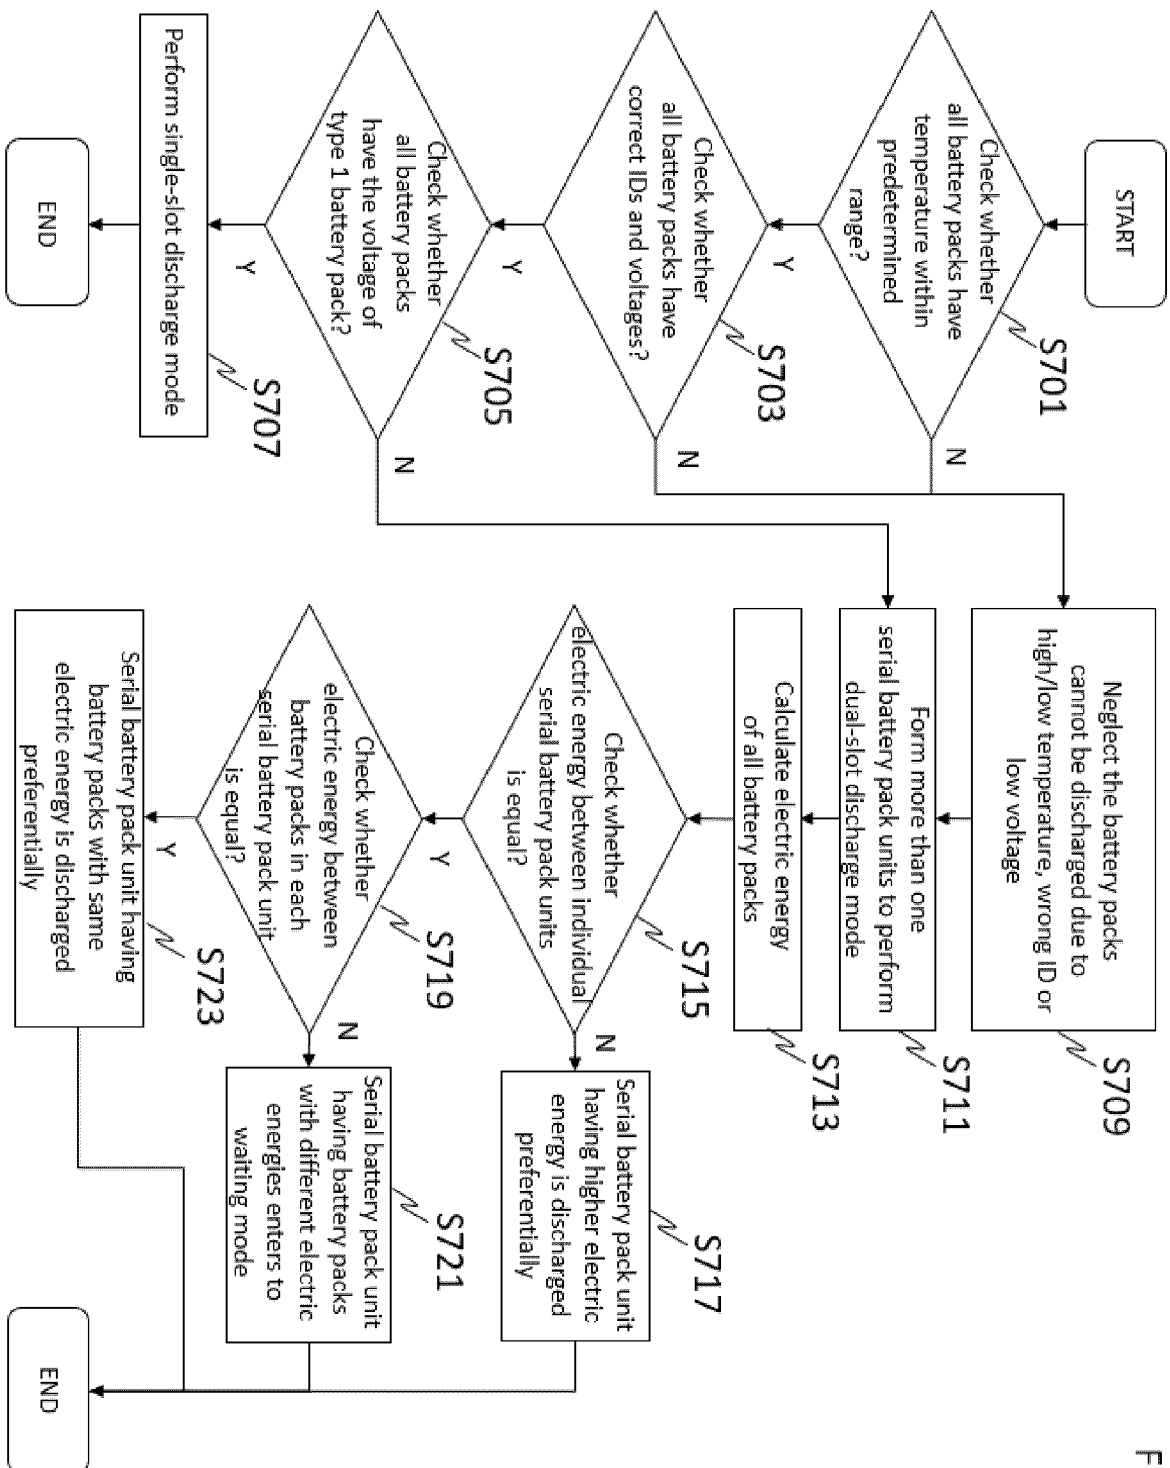 START
Check whether
all battery packs have
temperature within
predetermined
range?
S701
Y
N
Check whether
all battery packs have
correct IDs and voltages?
S703
Y
N
Check whether
all battery packs
have the voltage of
type 1 battery pack?
S705
Y
N
Perform single-slot discharge mode
S707
END
Neglect the battery packs
cannot be discharged due to
high/low temperature, wrong ID or
low voltage
S709
Form more than one
serial battery pack units to perform
dual-slot discharge mode
S711
Calculate electric energy
of all battery packs
S713
Check whether
electric energy between individual
serial battery pack units
is equal?
S715
Y
N
Serial battery pack unit
having higher electric
energy is discharged
preferentially
S717
Check whether
electric energy between
battery packs in each
serial battery pack unit
is equal?
S719
Y
N
Serial battery pack unit
having battery packs
with different electric
energies enters to
waiting mode
S721
Serial battery pack unit having
battery packs with same
electric energy is discharged
preferentially
S723
END
F